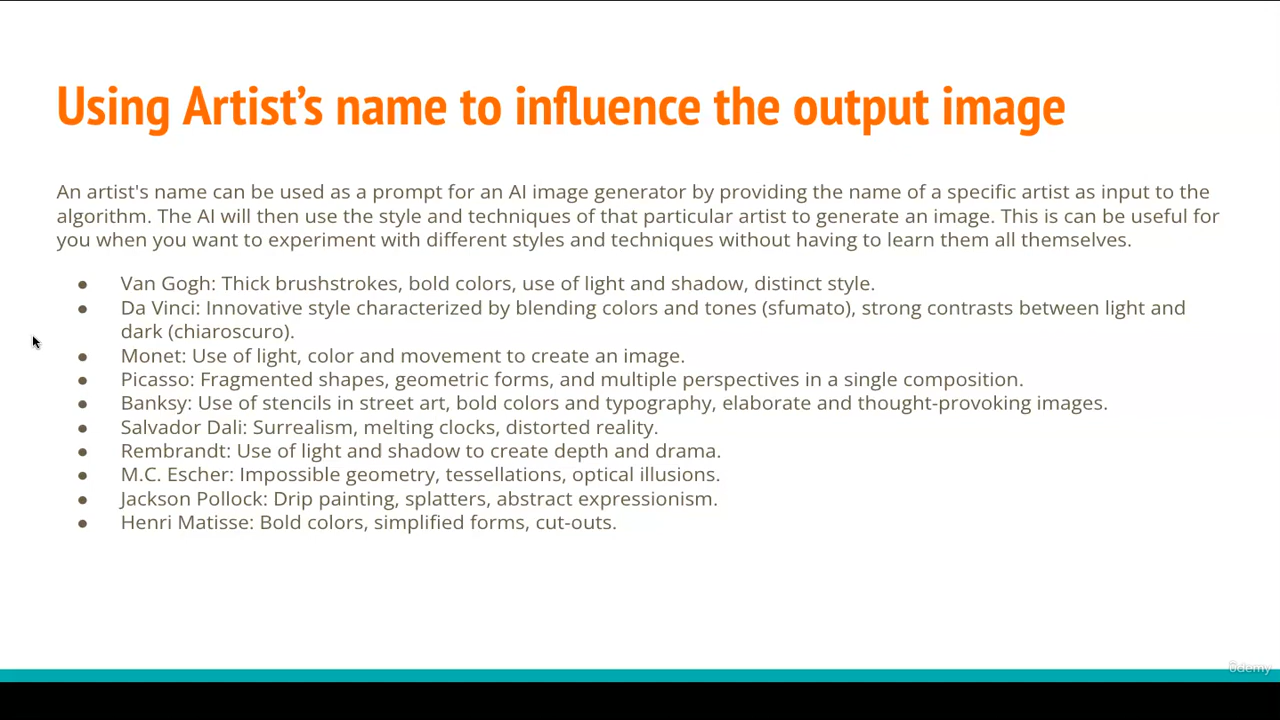 Using Artist’s name to influence the output image
An artist's name can be used as a prompt for an AI image generator by providing the name of a specific artist as input to the
algorithm. The AI will then use the style and techniques of that particular artist to generate an image. This is can be useful for
you when you want to experiment with different styles and techniques without having to learn them all themselves.
● Van Gogh: Thick brushstrokes, bold colors, use of light and shadow, distinct style.
● Da Vinci: Innovative style characterized by blending colors and tones (sfumato), strong contrasts between light and
dark (chiaroscuro).
● Monet: Use of light, color and movement to create an image.
● Picasso: Fragmented shapes, geometric forms, and multiple perspectives in a single composition.
● Banksy: Use of stencils in street art, bold colors and typography, elaborate and thought-provoking images.
● Salvador Dali: Surrealism, melting clocks, distorted reality.
● Rembrandt: Use of light and shadow to create depth and drama.
● M.C. Escher: Impossible geometry, tessellations, optical illusions.
● Jackson Pollock: Drip painting, splatters, abstract expressionism.
● Henri Matisse: Bold colors, simplified forms, cut-outs.
ûdemy